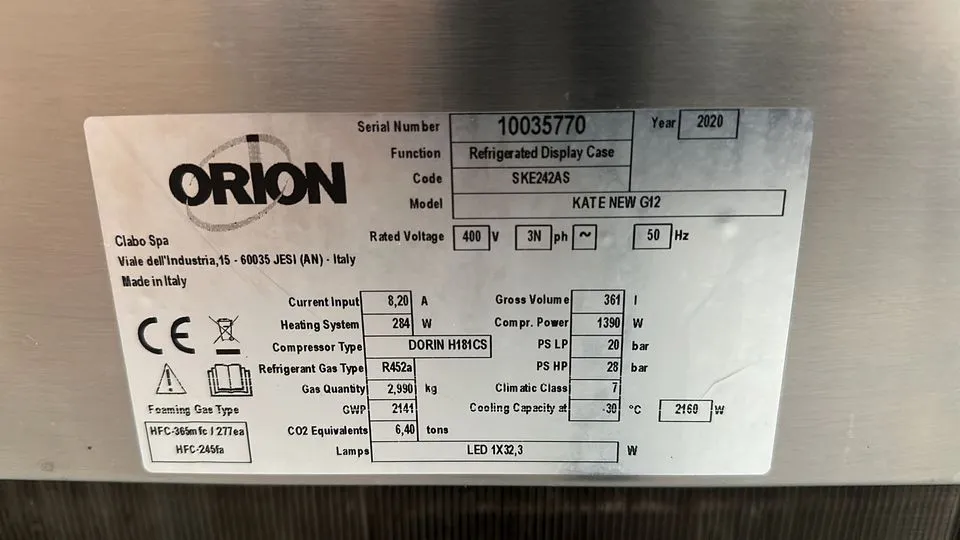 ORION
Serial Number 10035770 Year 2020
Function Refrigerated Display Case
Code SKE242AS
Model KATE NEW G12
Rated Voltage 400 V 3N ph ~ 50 Hz
Clabo Spa
Viale dell'Industria,15 - 60035 JESI (AN) - Italy
Made in Italy
CE
Current Input 8,20 A
Heating System 284 W
Compressor Type DORIN H181CS
Refrigerant Gas Type R452a
Gas Quantity 2,990 kg
GWP 2141
CO2 Equivalents 6,40 tons
Lamps LED 1X32,3 W
Gross Volume 361 l
Compr. Power 1390 W
PS LP 20 bar
PS HP 28 bar
Climatic Class 7
Cooling Capacity at -30 °C 2160 W
Foaming Gas Type
HFC-365mfc / 277ea
HFC-245fa